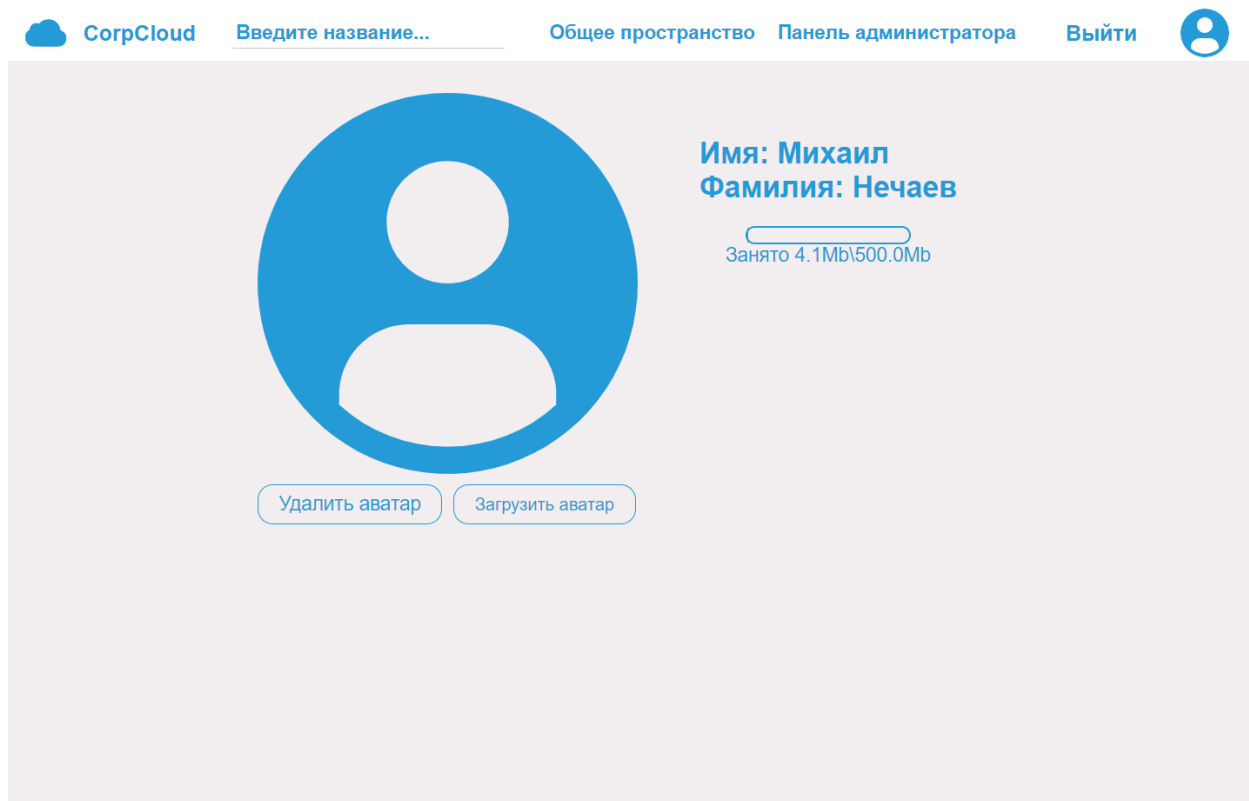 CorpCloud Введите название... Общее пространство Панель администратора Выйти
Имя: Михаил
Фамилия: Нечаев
Занято 4.1Mb\500.0Mb
Удалить аватар Загрузить аватар